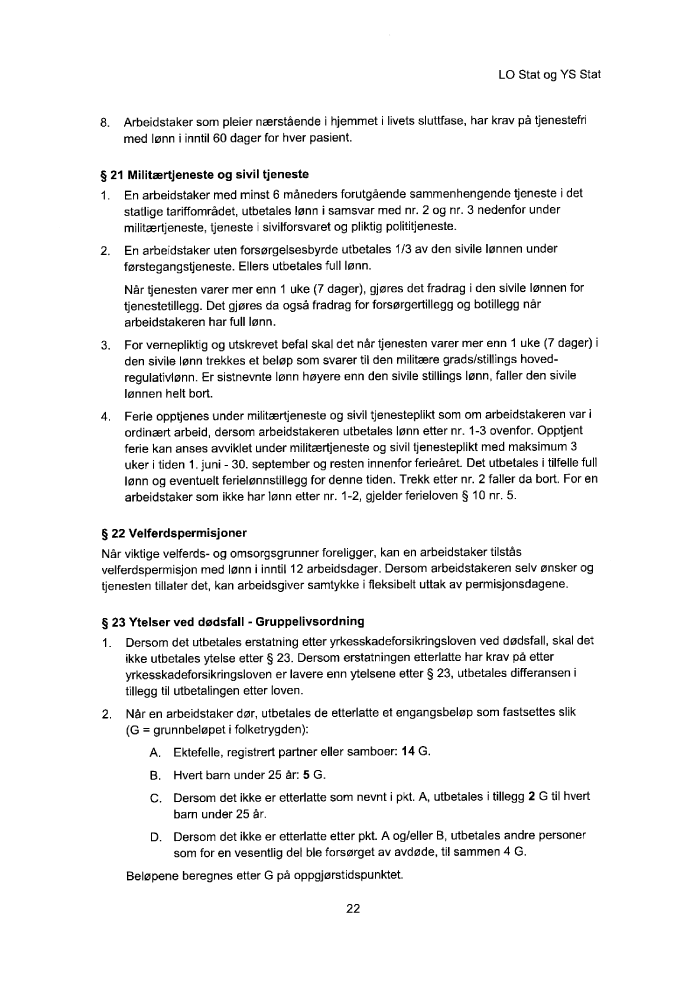 LO Stat og YS Stat
8. Arbeidstaker som pleier nærstående i hjemmet i livets sluttfase, har krav på tjenestefri
med lønn i inntil 60 dager for hver pasient.
§ 21 Militærtjeneste og sivil tjeneste
1. En arbeidstaker med minst 6 måneders forutgående sammenhengende tjeneste i det
statlige tariffområdet, utbetales lønn i samsvar med nr. 2 og nr. 3 nedenfor under
militærtjeneste, tjeneste i sivilforsvaret og pliktig polititjeneste.
2. En arbeidstaker uten forsørgelsesbyrde utbetales 1/3 av den sivile lønnen under
førstegangstjeneste. Ellers utbetales full lønn.
Når tjenesten varer mer enn 1 uke (7 dager), gjøres det fradrag i den sivile lønnen for
tjenestetillegg. Det gjøres da også fradrag for forsørgertillegg og botillegg når
arbeidstakeren har full lønn.
3. For vernepliktig og utskrevet befal skal det når tjenesten varer mer enn 1 uke (7 dager) i
den sivile lønn trekkes et beløp som svarer til den militære grads/stillings hoved-
regulativlønn. Er sistnevnte lønn høyere enn den sivile stillings lønn, faller den sivile
lønnen helt bort.
4. Ferie opptjenes under militærtjeneste og sivil tjenesteplikt som om arbeidstakeren var i
ordinært arbeid, dersom arbeidstakeren utbetales lønn etter nr. 1-3 ovenfor. Opptjent
ferie kan anses avviklet under militærtjeneste og sivil tjenesteplikt med maksimum 3
uker i tiden 1. juni - 30. september og resten innenfor ferieåret. Det utbetales i tilfelle full
lønn og eventuelt ferielønnstillegg for denne tiden. Trekk etter nr. 2 faller da bort. For en
arbeidstaker som ikke har lønn etter nr. 1-2, gjelder ferieloven § 10 nr. 5.
§ 22 Velferdspermisjoner
Når viktige velferds- og omsorgsgrunner foreligger, kan en arbeidstaker tilstås
velferdspermisjon med lønn i inntil 12 arbeidsdager. Dersom arbeidstakeren selv ønsker og
tjenesten tillater det, kan arbeidsgiver samtykke i fleksibelt uttak av permisjonsdagene.
§ 23 Ytelser ved dødsfall - Gruppelivsordning
1. Dersom det utbetales erstatning etter yrkesskadeforsikringsloven ved dødsfall, skal det
ikke utbetales ytelse etter § 23. Dersom erstatningen etterlatte har krav på etter
yrkesskadeforsikringsloven er lavere enn ytelsene etter § 23, utbetales differansen i
tillegg til utbetalingen etter loven.
2. Når en arbeidstaker dør, utbetales de etterlatte et engangsbeløp som fastsettes slik
(G = grunnbeløpet i folketrygden):
A. Ektefelle, registrert partner eller samboer: 14 G.
B. Hvert barn under 25 år: 5 G.
C. Dersom det ikke er etterlatte som nevnt i pkt. A, utbetales i tillegg 2 G til hvert
barn under 25 år.
D. Dersom det ikke er etterlatte etter pkt. A og/eller B, utbetales andre personer
som for en vesentlig del ble forsørget av avdøde, til sammen 4 G.
Beløpene beregnes etter G på oppgjørstidspunktet.
22